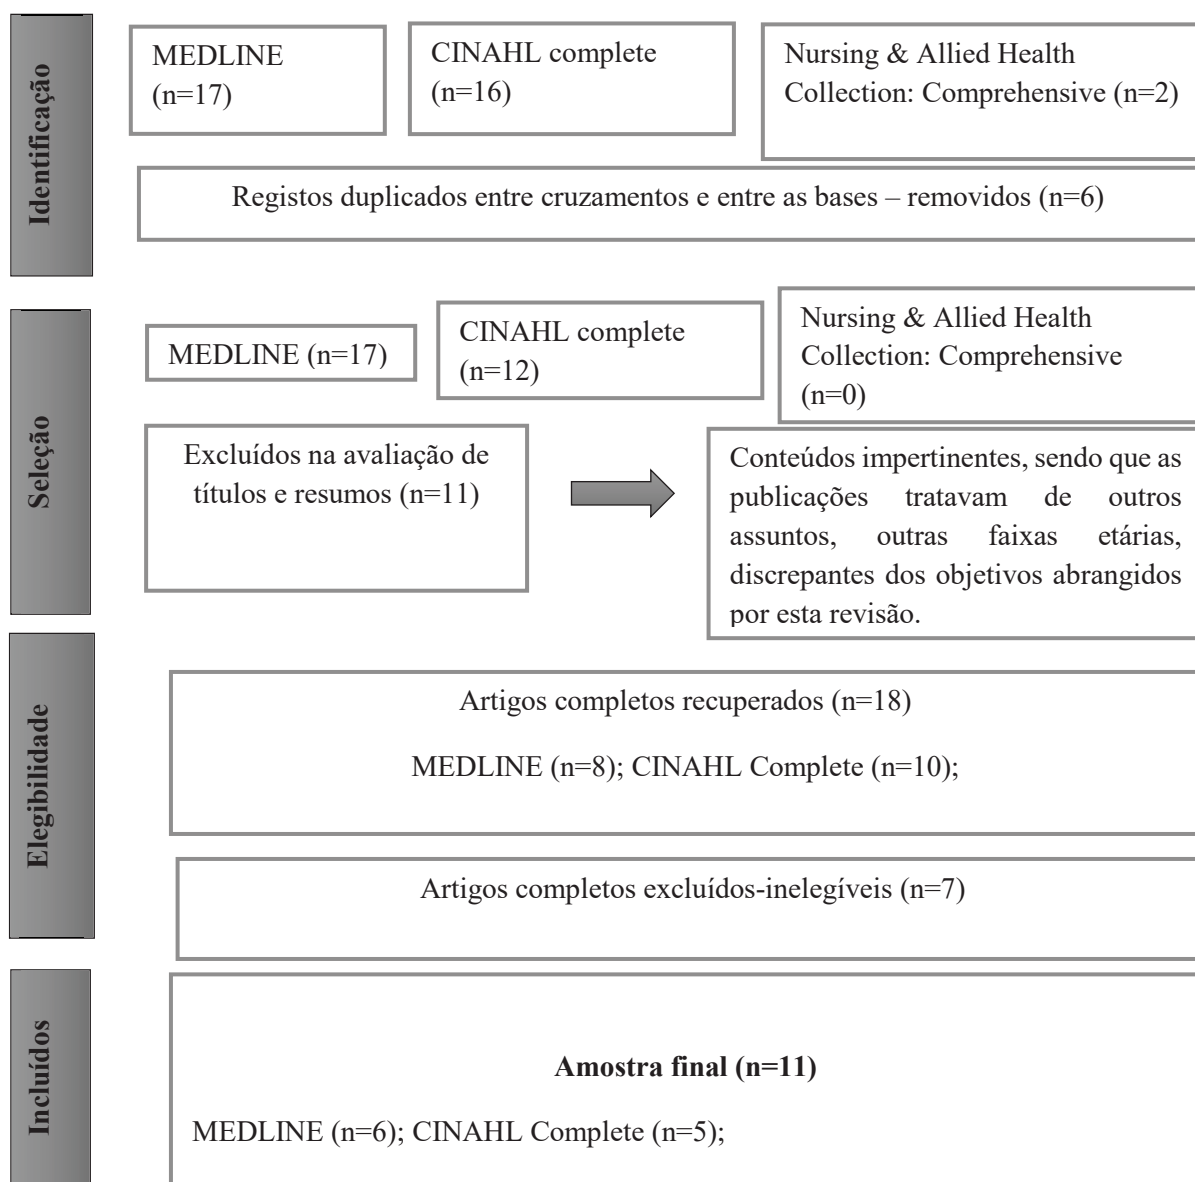 Identificação
MEDLINE
(n=17)
CINAHL complete
(n=16)
Nursing & Allied Health
Collection: Comprehensive (n=2)
Registos duplicados entre cruzamentos e entre as bases – removidos (n=6)
Seleção
MEDLINE (n=17)
CINAHL complete
(n=12)
Nursing & Allied Health
Collection: Comprehensive
(n=0)
Excluídos na avaliação de
títulos e resumos (n=11)
Conteúdos impertinentes, sendo que as
publicações tratavam de outros
assuntos, outras faixas etárias,
discrepantes dos objetivos abrangidos
por esta revisão.
Elegibilidade
Artigos completos recuperados (n=18)
MEDLINE (n=8); CINAHL Complete (n=10);
Artigos completos excluídos-inelegíveis (n=7)
Incluídos
Amostra final (n=11)
MEDLINE (n=6); CINAHL Complete (n=5);